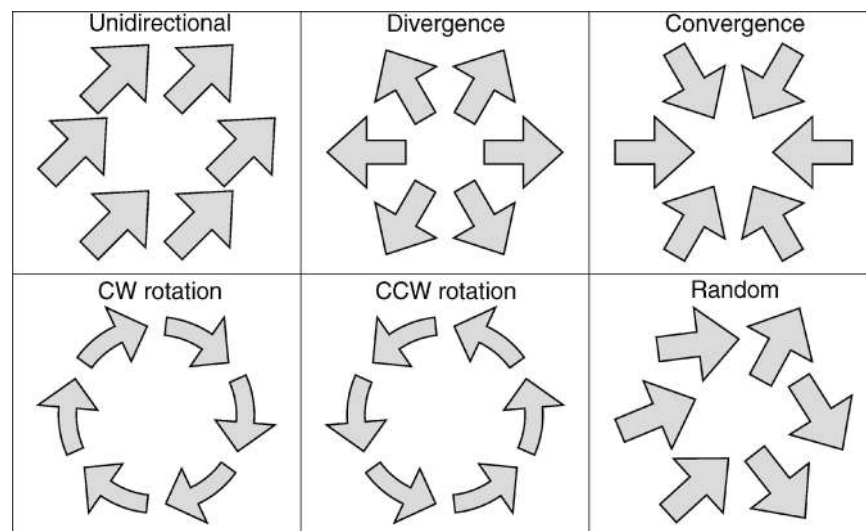 Unidirectional
Divergence
Convergence
CW rotation
CCW rotation
Random